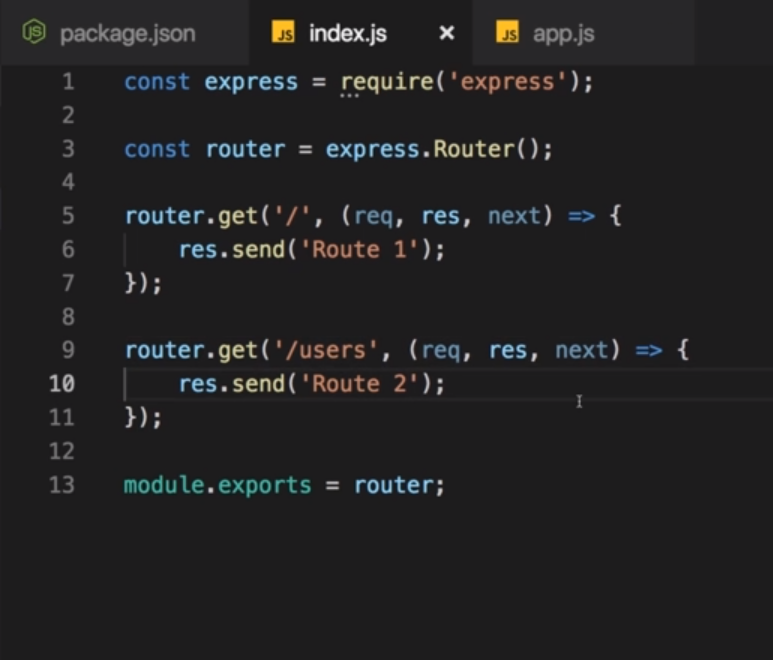 package.json index.js × app.js
1 const express = require('express');
2
3 const router = express.Router();
4
5 router.get('/', (req, res, next) => {
6     res.send('Route 1');
7 });
8
9 router.get('/users', (req, res, next) => {
10     res.send('Route 2');
11 });
12
13 module.exports = router;